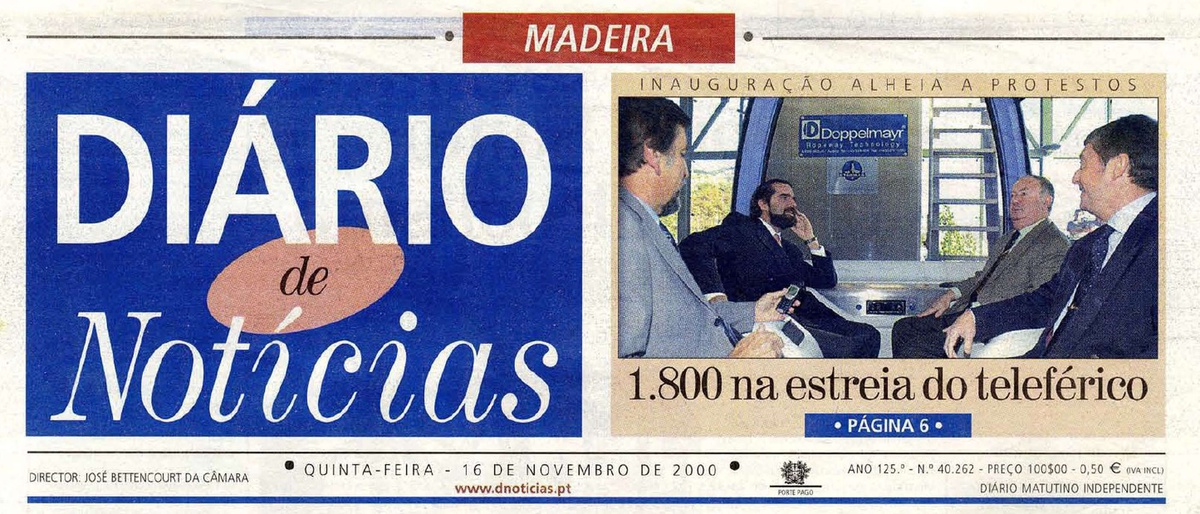 MADEIRA
DIÁRIO
de
Notícias
INAUGURAÇÃO ALHEIA A PROTESTOS
Doppelmayr
Ropeway Technology
1.800 na estreia do teleférico
• PÁGINA 6 •
DIRECTOR: JOSÉ BETTENCOURT DA CÂMARA
• QUINTA-FEIRA - 16 DE NOVEMBRO DE 2000 •
www.dnoticias.pt
PORTE PAGO
ANO 125.º - N.º 40.262 - PREÇO 100$00 - 0,50 € (IVA INCL)
DIÁRIO MATUTINO INDEPENDENTE